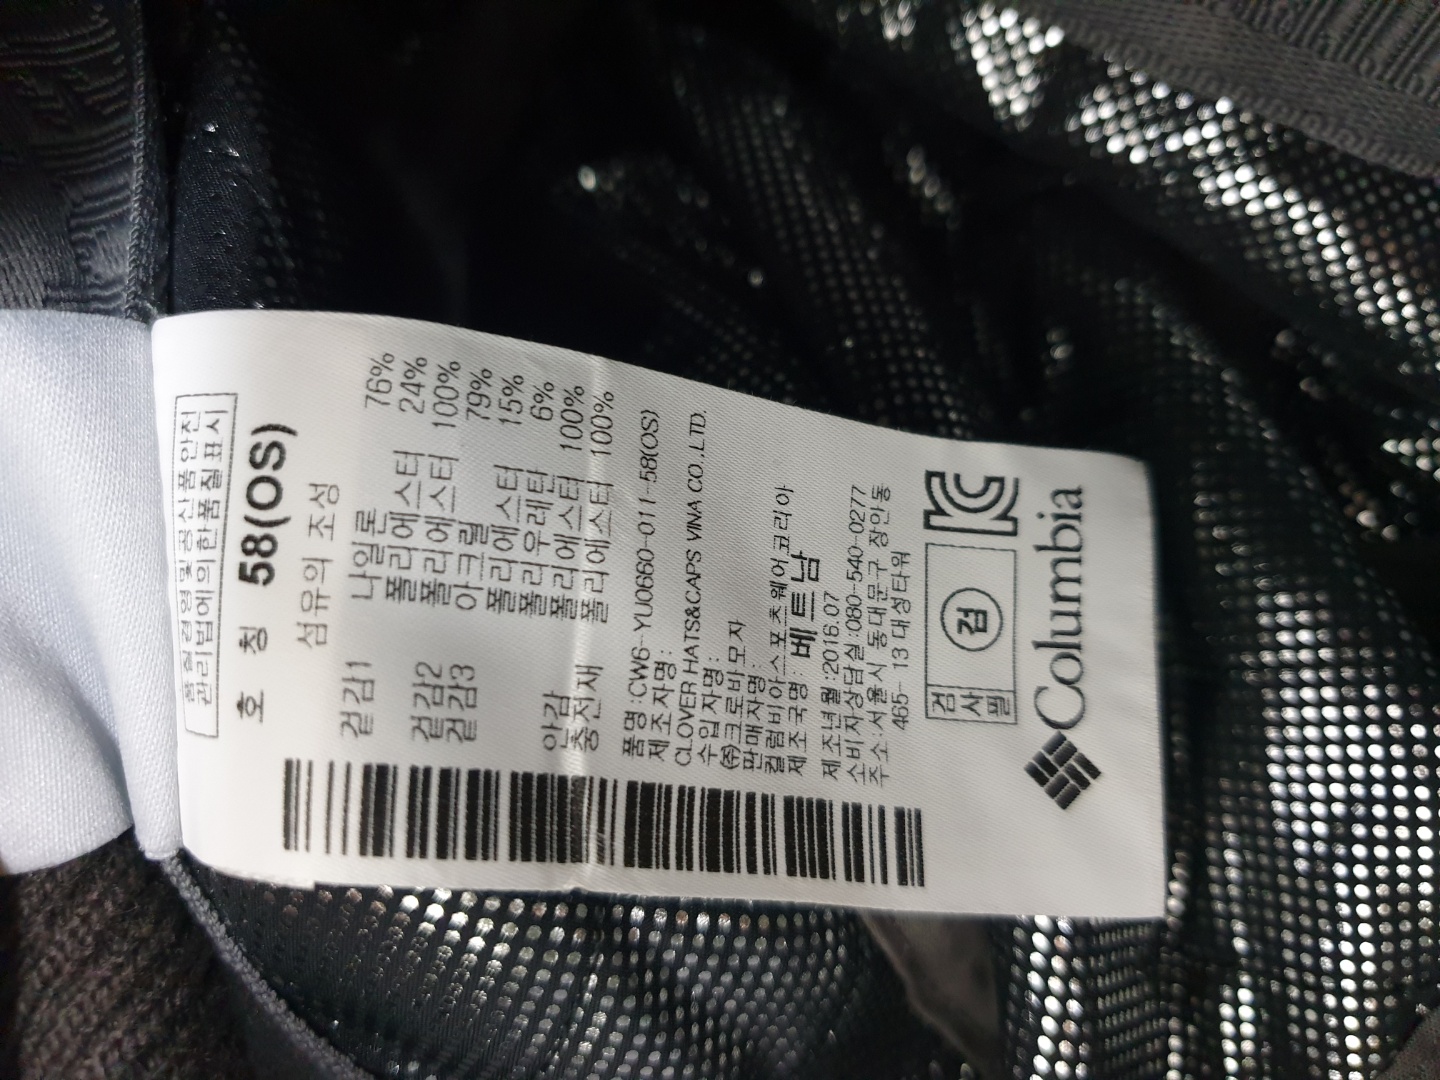 품질경영및공산품안전
관리법에의한품질표시
호 칭 58(OS)
섬유의 조성
겉감1 나일론 76%
폴리에스터 24%
겉감2 폴리에스터 100%
겉감3 아크릴 79%
폴리에스터 15%
폴리우레탄 6%
안감 폴리에스터 100%
충전재 폴리에스터 100%
품명:CW6-YU0660-011-58(OS)
제조자명:
CLOVER HATS&CAPS VINA CO.,LTD.
수입자명:
㈜크로바모자
판매자명:
컬럼비아스포츠웨어코리아
제조국명:베트남
제조년월:2016.07
소비자상담실:080-540-0277
주소:서울시 동대문구 장안동
465-13 대성타워
검사필 검
Columbia